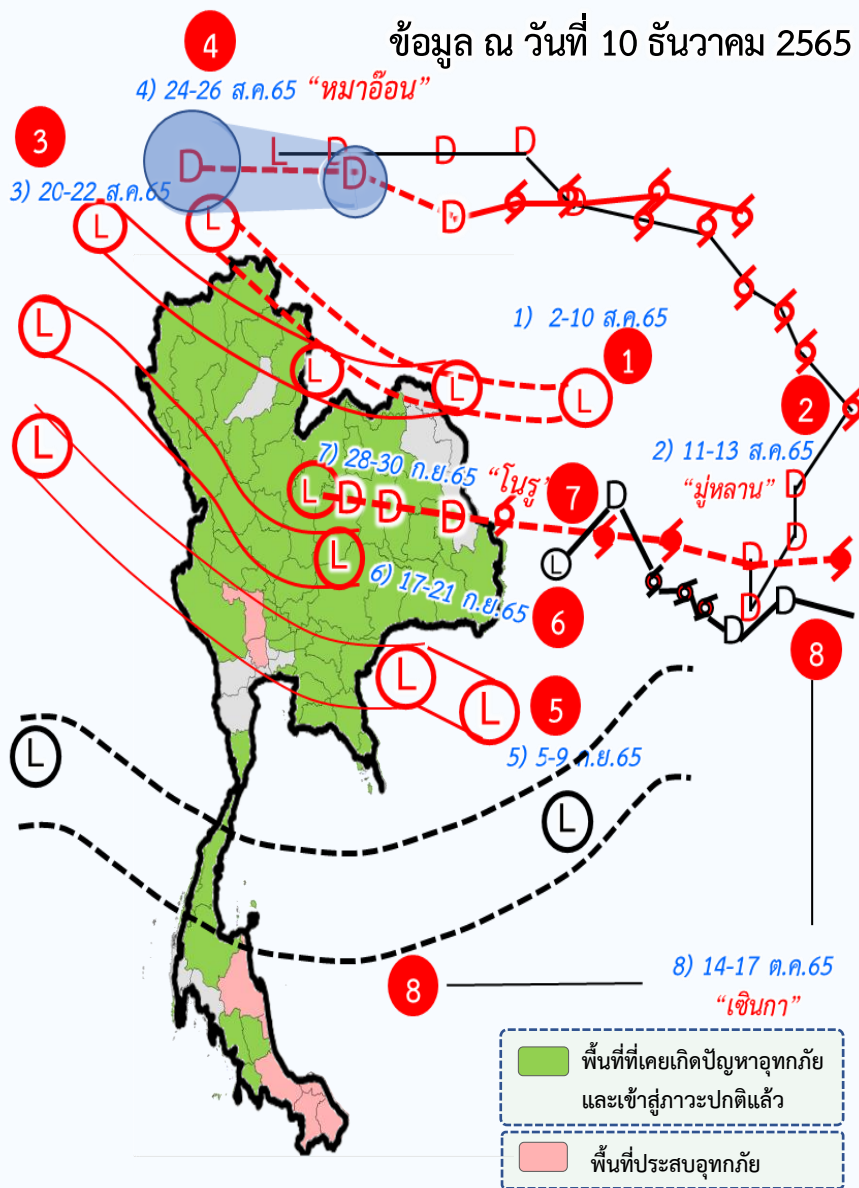 ข้อมูล ณ วันที่ 10 ธันวาคม 2565
4
4) 24-26 ส.ค.65 “หมาอ๊อน”
3
D L D D D
D D D D
3) 20-22 ส.ค.65
L L
L
1) 2-10 ส.ค.65
1
L L L
2
L
2) 11-13 ส.ค.65
“มู่หลาน”
7) 28-30 ก.ย.65 “โนรู”
7
L D D D
D D
D D
L
L
6) 17-21 ก.ย.65
6
D
D D
8
L
L
5
5) 5-9 ก.ย.65
L
L
8) 14-17 ต.ค.65
8
“เซินกา”
พื้นที่ที่เคยเกิดปัญหาอุทกภัย
และเข้าสู่ภาวะปกติแล้ว
พื้นที่ประสบอุทกภัย